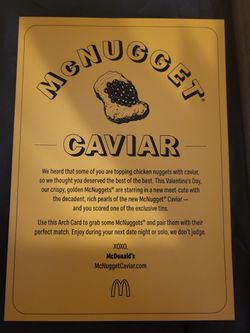 McNUGGET®
CAVIAR
We heard that some of you are topping chicken nuggets with caviar,
so we thought you deserved the best of the best. This Valentine's Day,
our crispy, golden McNuggets® are starring in a new meet-cute with
the decadent, rich pearls of the new McNugget® Caviar —
and you scored one of the exclusive tins.
Use this Arch Card to grab some McNuggets® and pair them with their
perfect match. Enjoy during your next date night or solo, we don't judge.
XOXO,
McDonald's
McNuggetCaviar.com